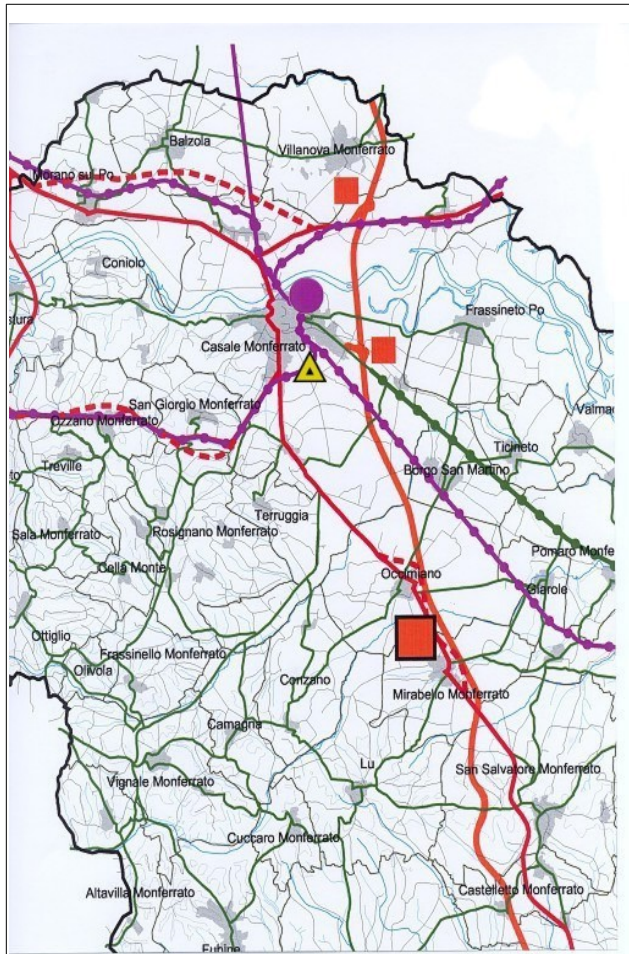 Balzola
Villanova Monferrato
Morano sul Po
Coniolo
Frassineto Po
Casale Monferrato
San Giorgio Monferrato
Ozzano Monferrato
Valmac
Ticineto
Treville
Borgo San Martino
Terruggia
Sala Monferrato
Rosignano Monferrato
Pomaro Monfe
Cella Monte
Occimiano
Giarole
Ottiglio
Frassinello Monferrato
Olivola
Conzano
Mirabello Monferrato
Camagna
Lu
San Salvatore Monferrato
Vignale Monferrato
Cuccaro Monferrato
Altavilla Monferrato
Castelletto Monferrato
Fubine